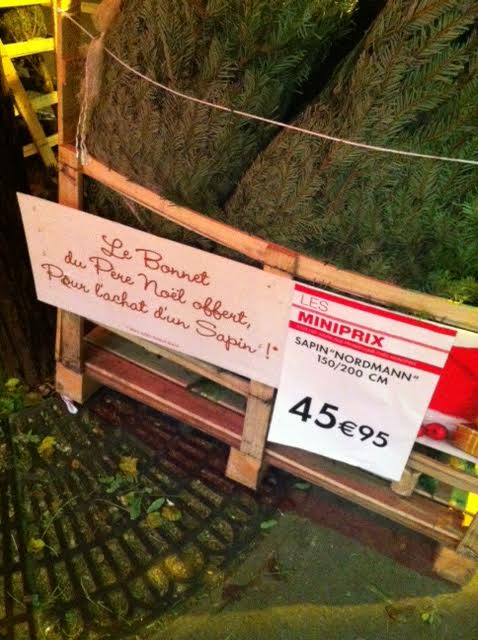 Le Bonnet
du Père Noël offert,
Pour l'achat d'un Sapin !*
LES
MINIPRIX
SAPIN "NORDMANN"
150/200 CM
45€95